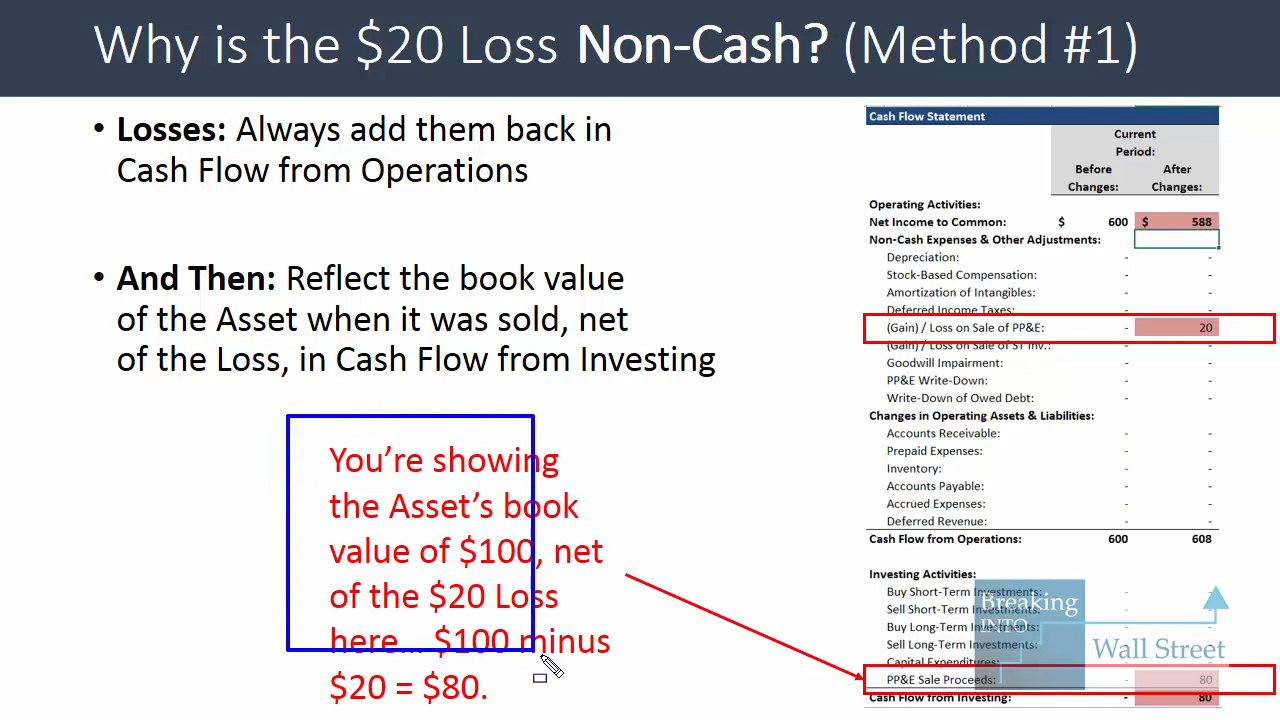 Why is the $20 Loss Non-Cash? (Method #1)
• Losses: Always add them back in
Cash Flow from Operations
• And Then: Reflect the book value
of the Asset when it was sold, net
of the Loss, in Cash Flow from Investing
You're showing
the Asset's book
value of $100, net
of the $20 Loss
here... $100 minus
$20 = $80.
Cash Flow Statement
Current
Period:
Before After
Changes: Changes:
Operating Activities:
Net Income to Common: $ 600 $ 588
Non-Cash Expenses & Other Adjustments:
Depreciation: - -
Stock-Based Compensation: - -
Amortization of Intangibles: - -
Deferred Income Taxes: - -
(Gain) / Loss on Sale of PP&E: - 20
(Gain) / Loss on Sale of ST Inv.: - -
Goodwill Impairment: - -
PP&E Write-Down: - -
Write-Down of Owed Debt: - -
Changes in Operating Assets & Liabilities:
Accounts Receivable: - -
Prepaid Expenses: - -
Inventory: - -
Accounts Payable: - -
Accrued Expenses: - -
Deferred Revenue: - -
Cash Flow from Operations: 600 608
Investing Activities:
Buy Short-Term Investments: - -
Sell Short-Term Investments: - -
Buy Long-Term Investments: - -
Sell Long-Term Investments: - -
Capital Expenditures: - -
PP&E Sale Proceeds: - 80
Cash Flow from Investing: - 80
Breaking
INTO
Wall Street